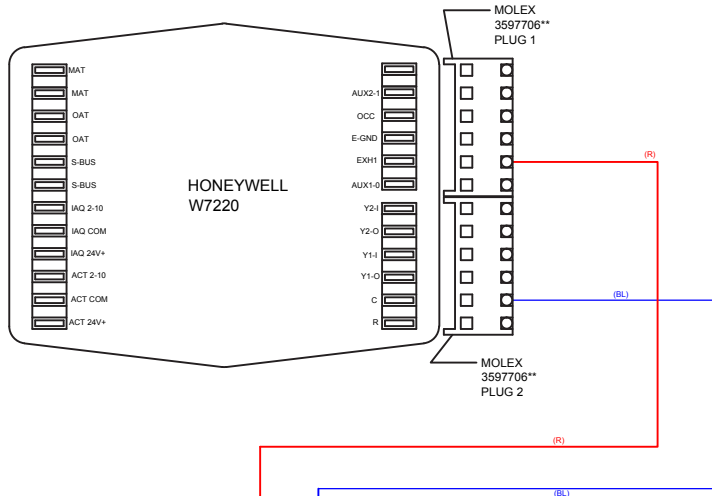 MOLEX
3597706**
PLUG 1
MAT
MAT
OAT
OAT
S-BUS
S-BUS
IAQ 2-10
IAQ COM
IAQ 24V+
ACT 2-10
ACT COM
ACT 24V+
HONEYWELL
W7220
AUX2-1
OCC
E-GND
EXH1
AUX1-0
Y2-I
Y2-O
Y1-I
Y1-O
C
R
(R)
(BL)
MOLEX
3597706**
PLUG 2
(R)
(BL)